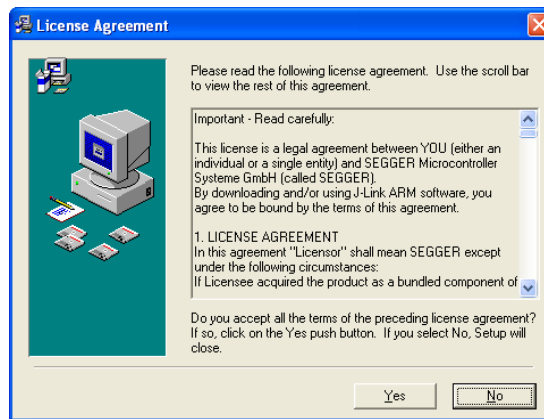 License Agreement
Please read the following license agreement. Use the scroll bar
to view the rest of this agreement.
Important - Read carefully:
This license is a legal agreement between YOU (either an
individual or a single entity) and SEGGER Microcontroller
Systeme GmbH (called SEGGER).
By downloading and/or using J-Link ARM software, you
agree to be bound by the terms of this agreement.
1. LICENSE AGREEMENT
In this agreement "Licensor" shall mean SEGGER except
under the following circumstances:
If Licensee acquired the product as a bundled component of
Do you accept all the terms of the preceding license agreement?
If so, click on the Yes push button. If you select No, Setup will
close.
Yes
No